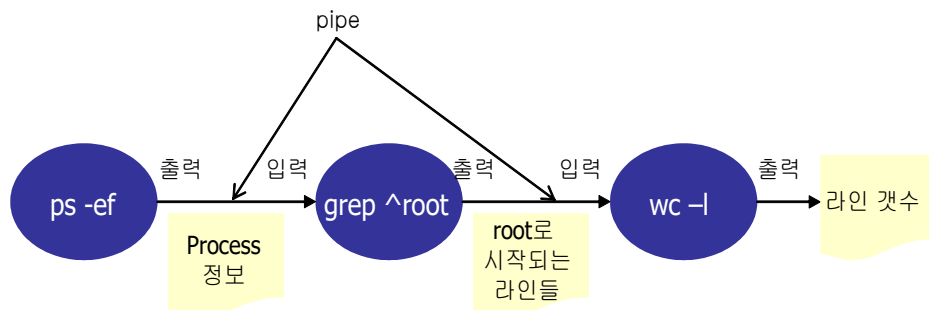 pipe
출력
입력
출력
입력
출력
ps -ef
grep ^root
wc –l
라인 갯수
Process
정보
root로
시작되는
라인들